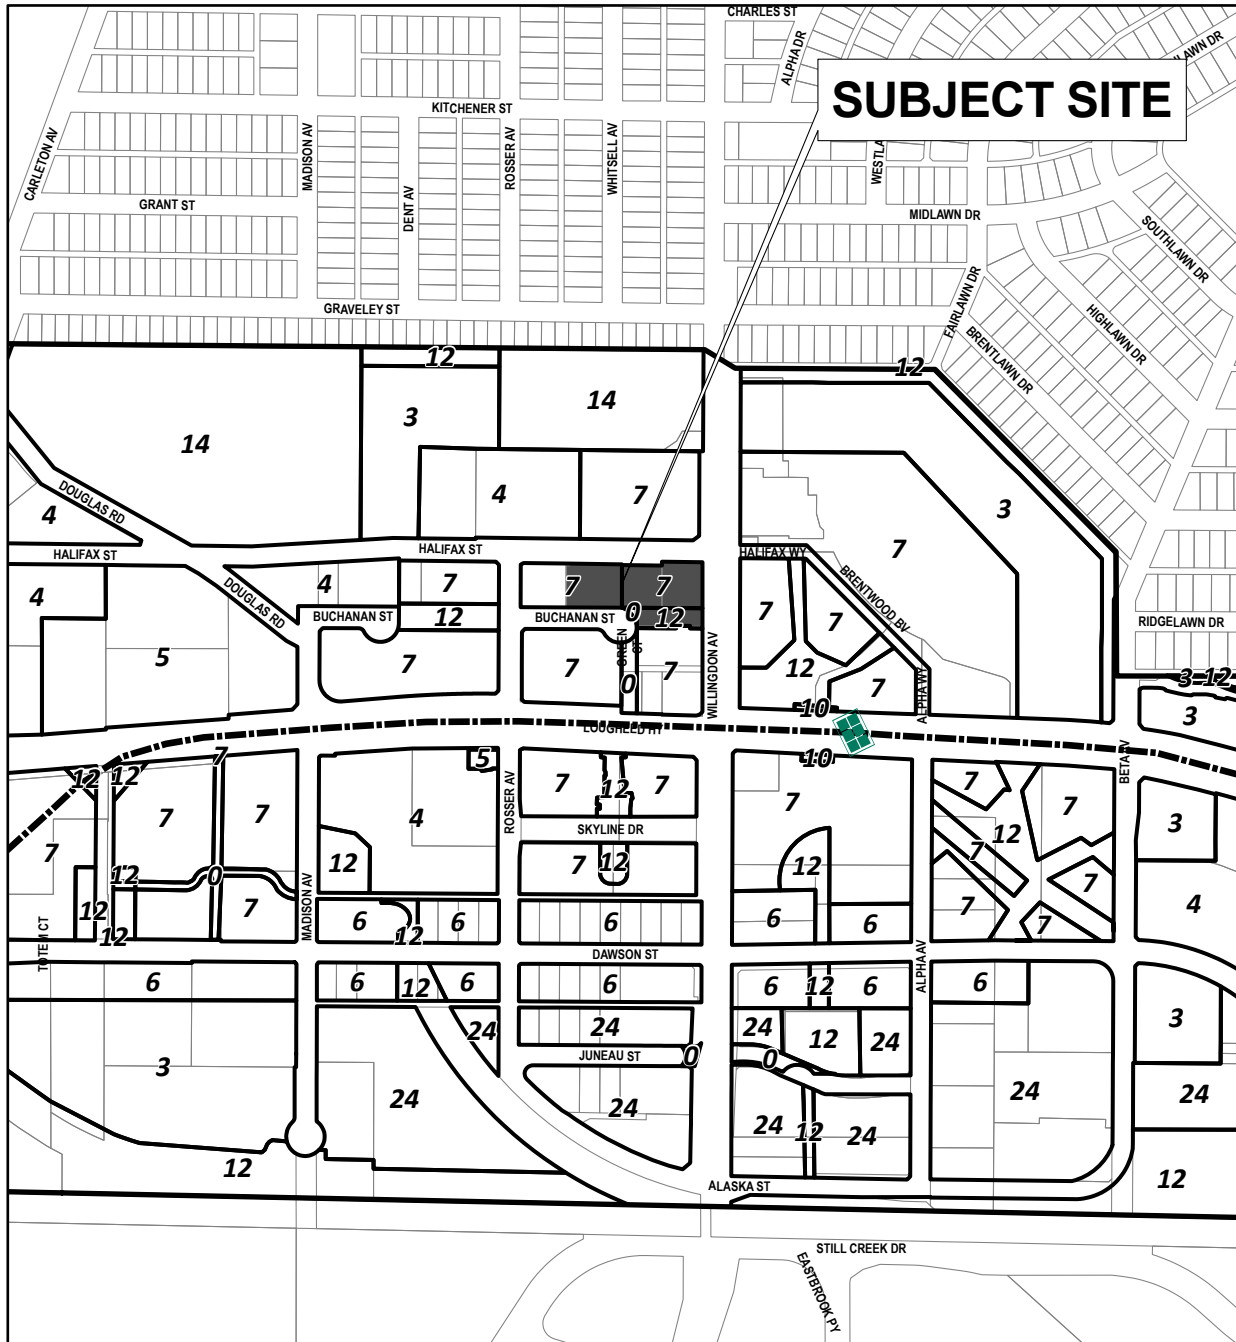 CHARLES ST
ALPHA DR
SUBJECT SITE
KITCHENER ST
CARLETON AV
MADISON AV
ROSSER AV
WHITSELL AV
DENT AV
GRANT ST
MIDLAWN DR
SOUTHLAWN DR
FAIRLAWN DR
HIGHLAWN DR
BRENTLAWN DR
GRAVELEY ST
12
12
14
3
14
4
7
3
4
DOUGLAS RD
7
HALIFAX ST
HALIFAX ST
HALIFAX WY
BRENTWOOD BV
4
4
7
7
7
DOUGLAS RD
BUCHANAN ST
12
BUCHANAN ST
0
12
7
7
RIDGELAWN DR
5
7
7
GREEN ST
7
WILLINGDON AV
12
7
ALPHA WY
3
12
0
10
3
LOUGHEED HY
10
BETA AV
7
12
12
5
7
12
7
7
7
7
7
7
4
ROSSER AV
SKYLINE DR
12
3
7
12
7
12
12
7
12
0
7
4
12
7
MADISON AV
6
6
6
6
6
7
7
12
12
TOTEM CT
DAWSON ST
ALPHA AV
6
6
12
6
6
6
12
6
6
24
24
24
12
24
3
JUNEAU ST
0
0
3
24
24
24
24
24
12
24
12
ALASKA ST
12
STILL CREEK DR
EASTBROOK PY